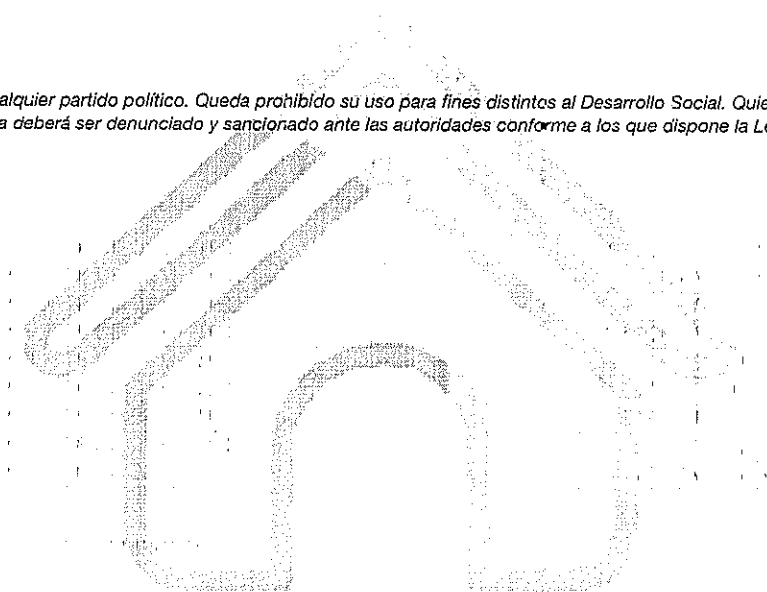 alquier partido político. Queda prohibido su uso para fines distintos al Desarrollo Social. Quie
a deberá ser denunciado y sancionado ante las autoridades conforme a los que dispone la Le